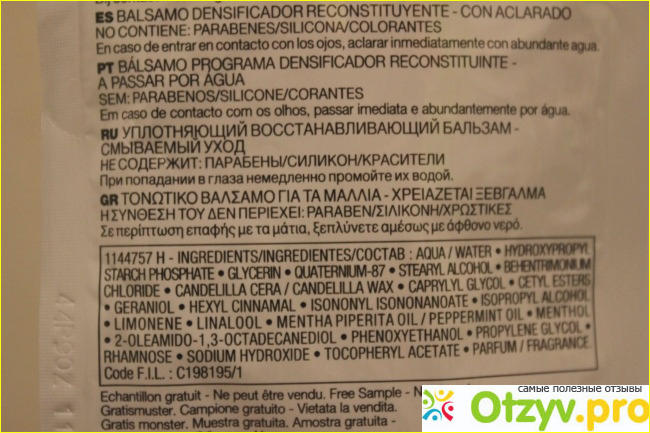 ES BALSAMO DENSIFICADOR RECONSTITUYENTE - CON ACLARADO
NO CONTIENE: PARABENES/SILICONA/COLORANTES
En caso de entrar en contacto con los ojos, aclarar inmediatamente con abundante agua.
PT BÁLSAMO PROGRAMA DENSIFICADOR RECONSTITUINTE -
A PASSAR POR ÁGUA
SEM: PARABENOS/SILICONE/CORANTES
Em caso de contacto com os olhos, passar imediata e abundantemente por água.
RU УПЛОТНЯЮЩИЙ ВОССТАНАВЛИВАЮЩИЙ БАЛЬЗАМ -
СМЫВАЕМЫЙ УХОД
НЕ СОДЕРЖИТ: ПАРАБЕНЫ/СИЛИКОН/КРАСИТЕЛИ
При попадании в глаза немедленно промойте их водой.
GR ΤΟΝΩΤΙΚΟ ΒΑΛΣΑΜΟ ΓΙΑ ΤΑ ΜΑΛΛΙΑ - ΧΡΕΙΑΖΕΤΑΙ ΞΕΒΓΑΛΜΑ
Η ΣΥΝΘΕΣΗ ΤΟΥ ΔΕΝ ΠΕΡΙΕΧΕΙ: PARABEN/ΣΙΛΙΚΟΝΗ/ΧΡΩΣΤΙΚΕΣ
Σε περίπτωση επαφής με τα μάτια, ξεπλύνετε αμέσως με άφθονο νερό.
1144757 H - INGREDIENTS/INGREDIENTES/COCTAB : AQUA / WATER • HYDROXYPROPYL
STARCH PHOSPHATE • GLYCERIN • QUATERNIUM-87 • STEARYL ALCOHOL • BEHENTRIMONIUM
CHLORIDE • CANDELILLA CERA / CANDELILLA WAX • CAPRYLYL GLYCOL • CETYL ESTERS
• GERANIOL • HEXYL CINNAMAL • ISONONYL ISONONANOATE • ISOPROPYL ALCOHOL
• LIMONENE • LINALOOL • MENTHA PIPERITA OIL / PEPPERMINT OIL • MENTHOL
• 2-OLEAMIDO-1,3-OCTADECANEDIOL • PHENOXYETHANOL • PROPYLENE GLYCOL •
RHAMNOSE • SODIUM HYDROXIDE • TOCOPHERYL ACETATE • PARFUM / FRAGRANCE.
Code F.I.L. : C198195/1
Echantillon gratuit - Ne peut être vendu. Free Sample -
Gratismuster. Campione gratuito - Vietata la vendita.
Gratis monster. Muestra gratuita. Amostra gratuita -
самые полезные отзывы
Otzyv.pro